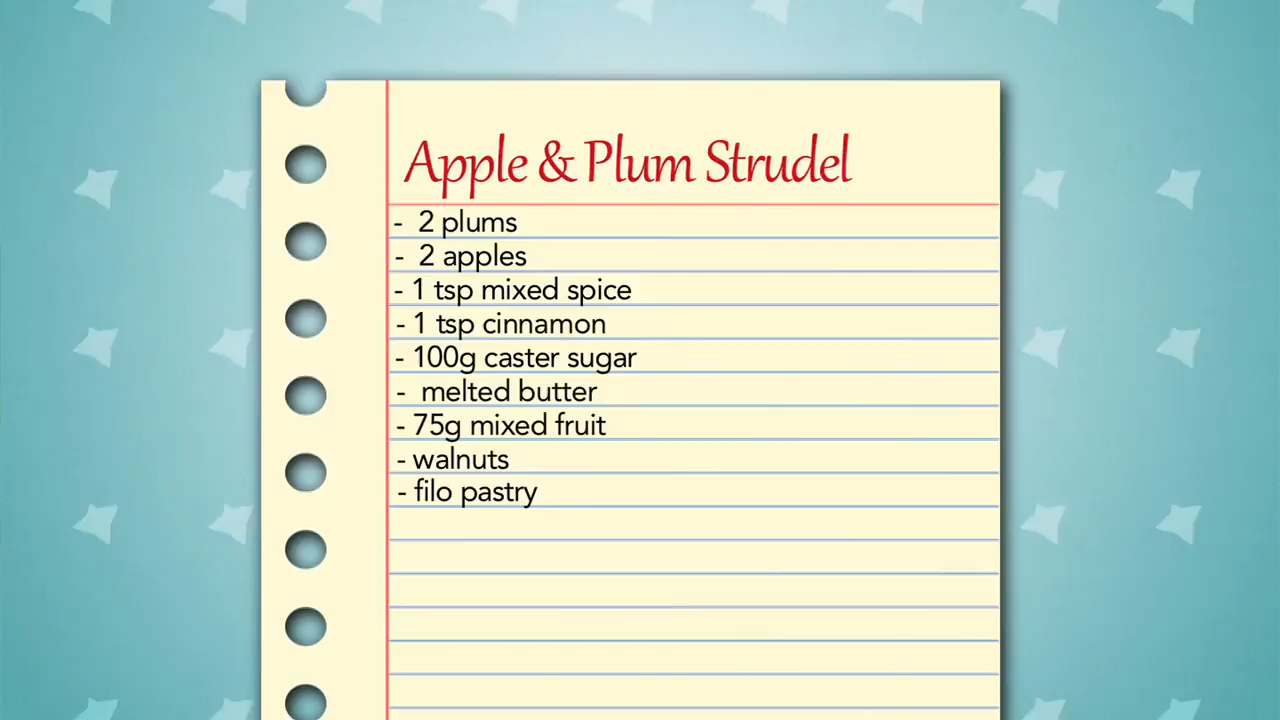 Apple & Plum Strudel
- 2 plums
- 2 apples
- 1 tsp mixed spice
- 1 tsp cinnamon
- 100g caster sugar
- melted butter
- 75g mixed fruit
- walnuts
- filo pastry